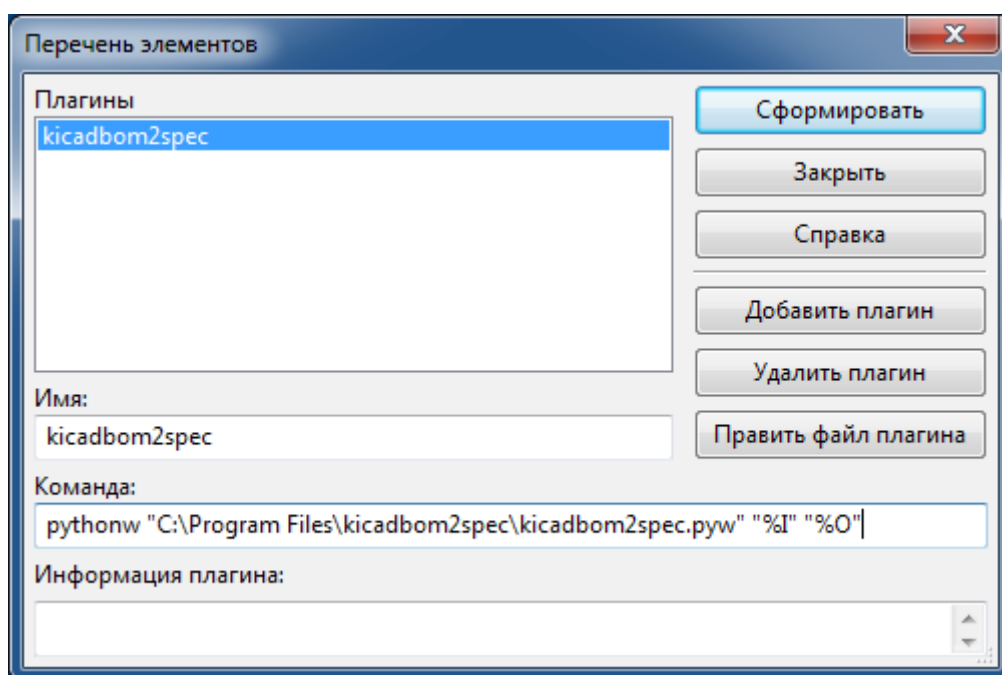 Перечень элементов
Плагины
kicadbom2spec
Сформировать
Закрыть
Справка
Добавить плагин
Удалить плагин
Править файл плагина
Имя:
kicadbom2spec
Команда:
pythonw "C:\Program Files\kicadbom2spec\kicadbom2spec.pyw" "%I" "%O"
Информация плагина: